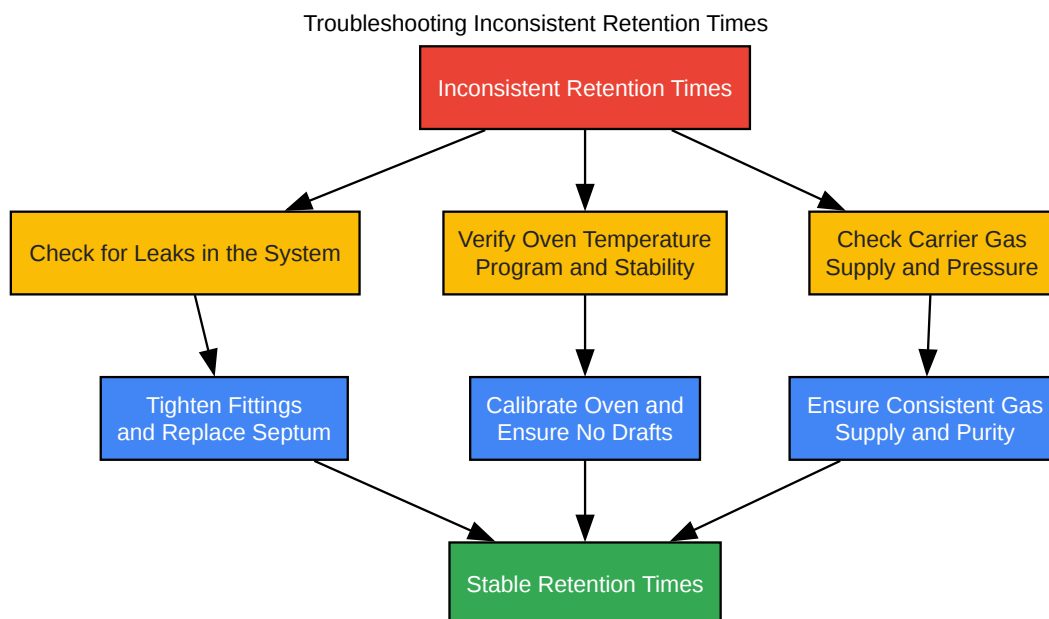 Troubleshooting Inconsistent Retention Times
Inconsistent Retention Times
Check for Leaks in the System
Verify Oven Temperature
Program and Stability
Check Carrier Gas
Supply and Pressure
Tighten Fittings
and Replace Septum
Calibrate Oven and
Ensure No Drafts
Ensure Consistent Gas
Supply and Purity
Stable Retention Times